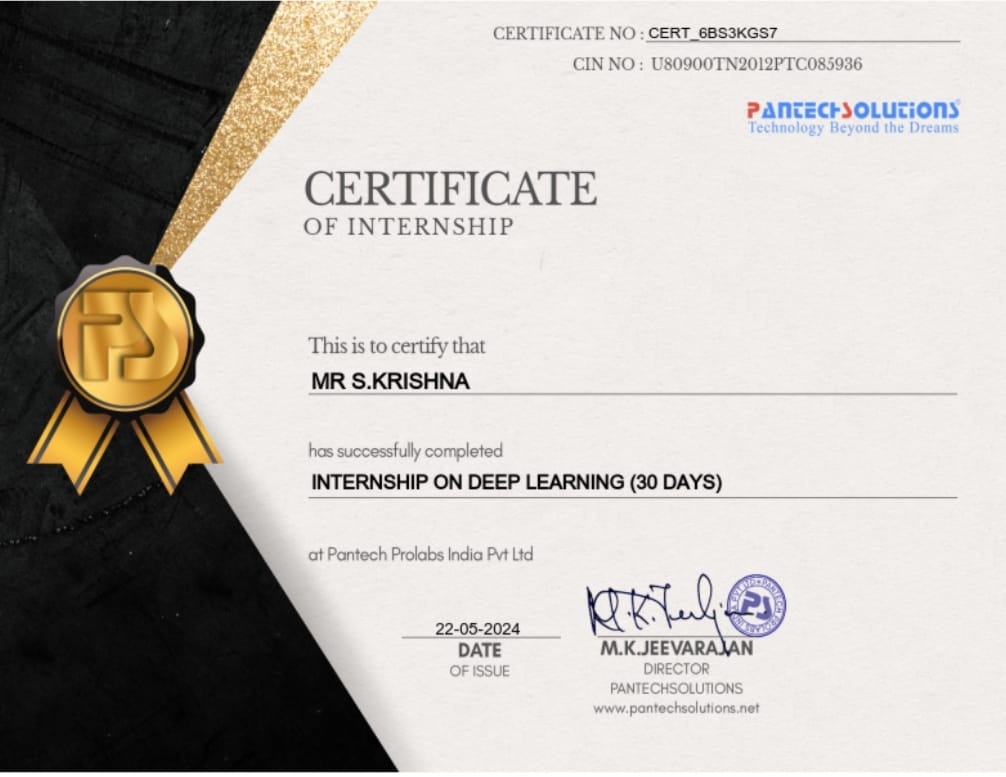 CERTIFICATE NO : CERT_6BS3KGS7
CIN NO : U80900TN2012PTC085936
PANTECHSOLUTIONS
Technology Beyond the Dreams
CERTIFICATE
OF INTERNSHIP
PS
This is to certify that
MR S.KRISHNA
has successfully completed
INTERNSHIP ON DEEP LEARNING (30 DAYS)
at Pantech Prolabs India Pvt Ltd
22-05-2024
DATE
OF ISSUE
PS
M.K.JEEVARAJAN
DIRECTOR
PANTECHSOLUTIONS
www.pantechsolutions.net